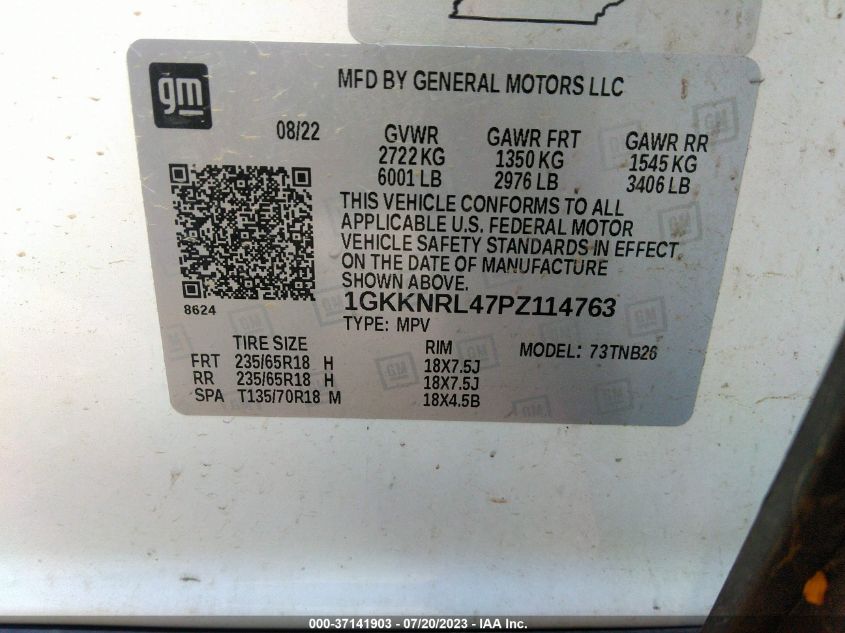 gm
MFD BY GENERAL MOTORS LLC
08/22
GVWR GAWR FRT GAWR RR
2722 KG 1350 KG 1545 KG
6001 LB 2976 LB 3406 LB
THIS VEHICLE CONFORMS TO ALL
APPLICABLE U.S. FEDERAL MOTOR
VEHICLE SAFETY STANDARDS IN EFFECT
ON THE DATE OF MANUFACTURE
SHOWN ABOVE.
8624
1GKKNRL47PZ114763
TYPE: MPV
TIRE SIZE RIM MODEL: 73TNB26
FRT 235/65R18 H 18X7.5J
RR 235/65R18 H 18X7.5J
SPA T135/70R18 M 18X4.5B
000-37141903 - 07/20/2023 - IAA Inc.